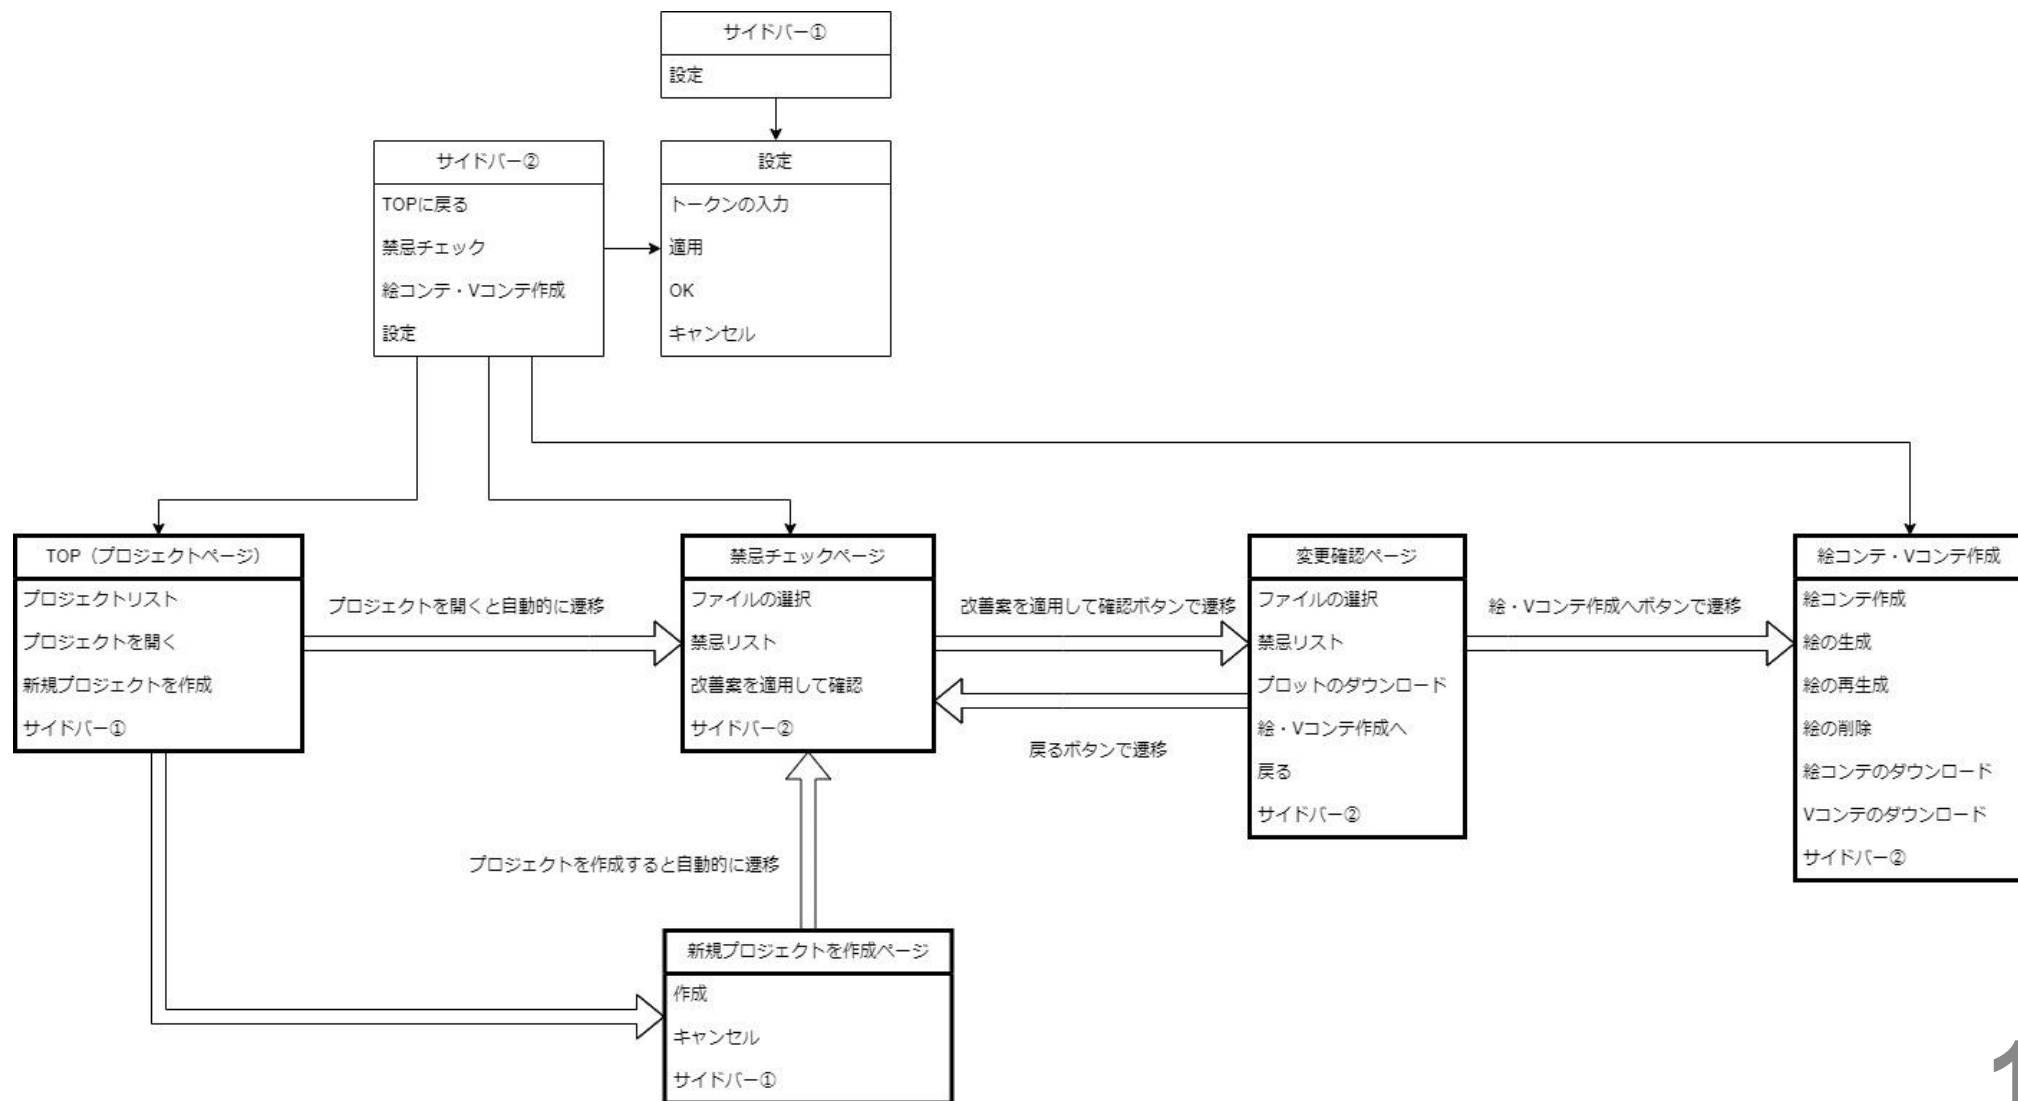 サイドバー①
設定
サイドバー②
TOPに戻る
禁忌チェック
絵コンテ・Vコンテ作成
設定
設定
トークンの入力
適用
OK
キャンセル
TOP（プロジェクトページ）
プロジェクトリスト
プロジェクトを開く
新規プロジェクトを作成
サイドバー①
プロジェクトを開くと自動的に遷移
禁忌チェックページ
ファイルの選択
禁忌リスト
改善案を適用して確認
サイドバー②
改善案を適用して確認ボタンで遷移
戻るボタンで遷移
変更確認ページ
ファイルの選択
禁忌リスト
プロットのダウンロード
絵・Vコンテ作成へ
戻る
サイドバー②
絵・Vコンテ作成へボタンで遷移
絵コンテ・Vコンテ作成
絵コンテ作成
絵の生成
絵の再生成
絵の削除
絵コンテのダウンロード
Vコンテのダウンロード
サイドバー②
プロジェクトを作成すると自動的に遷移
新規プロジェクトを作成ページ
作成
キャンセル
サイドバー①